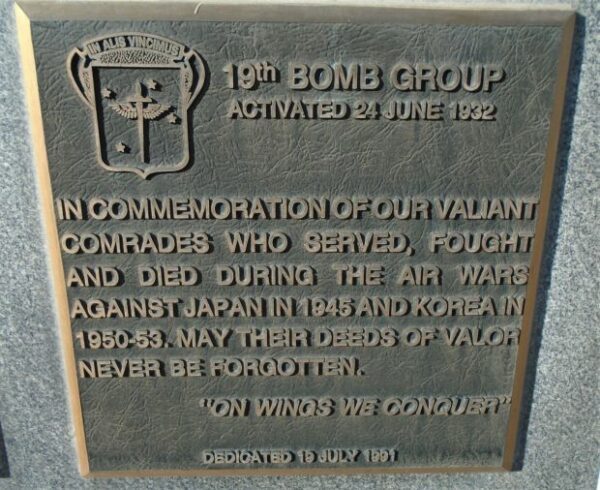 IN ALIS VINCIMUS
19th BOMB GROUP
ACTIVATED 24 JUNE 1932
IN COMMEMORATION OF OUR VALIANT
COMRADES WHO SERVED, FOUGHT
AND DIED DURING THE AIR WARS
AGAINST JAPAN IN 1945 AND KOREA IN
1950-53. MAY THEIR DEEDS OF VALOR
NEVER BE FORGOTTEN.
"ON WINGS WE CONQUER"
DEDICATED 19 JULY 1991